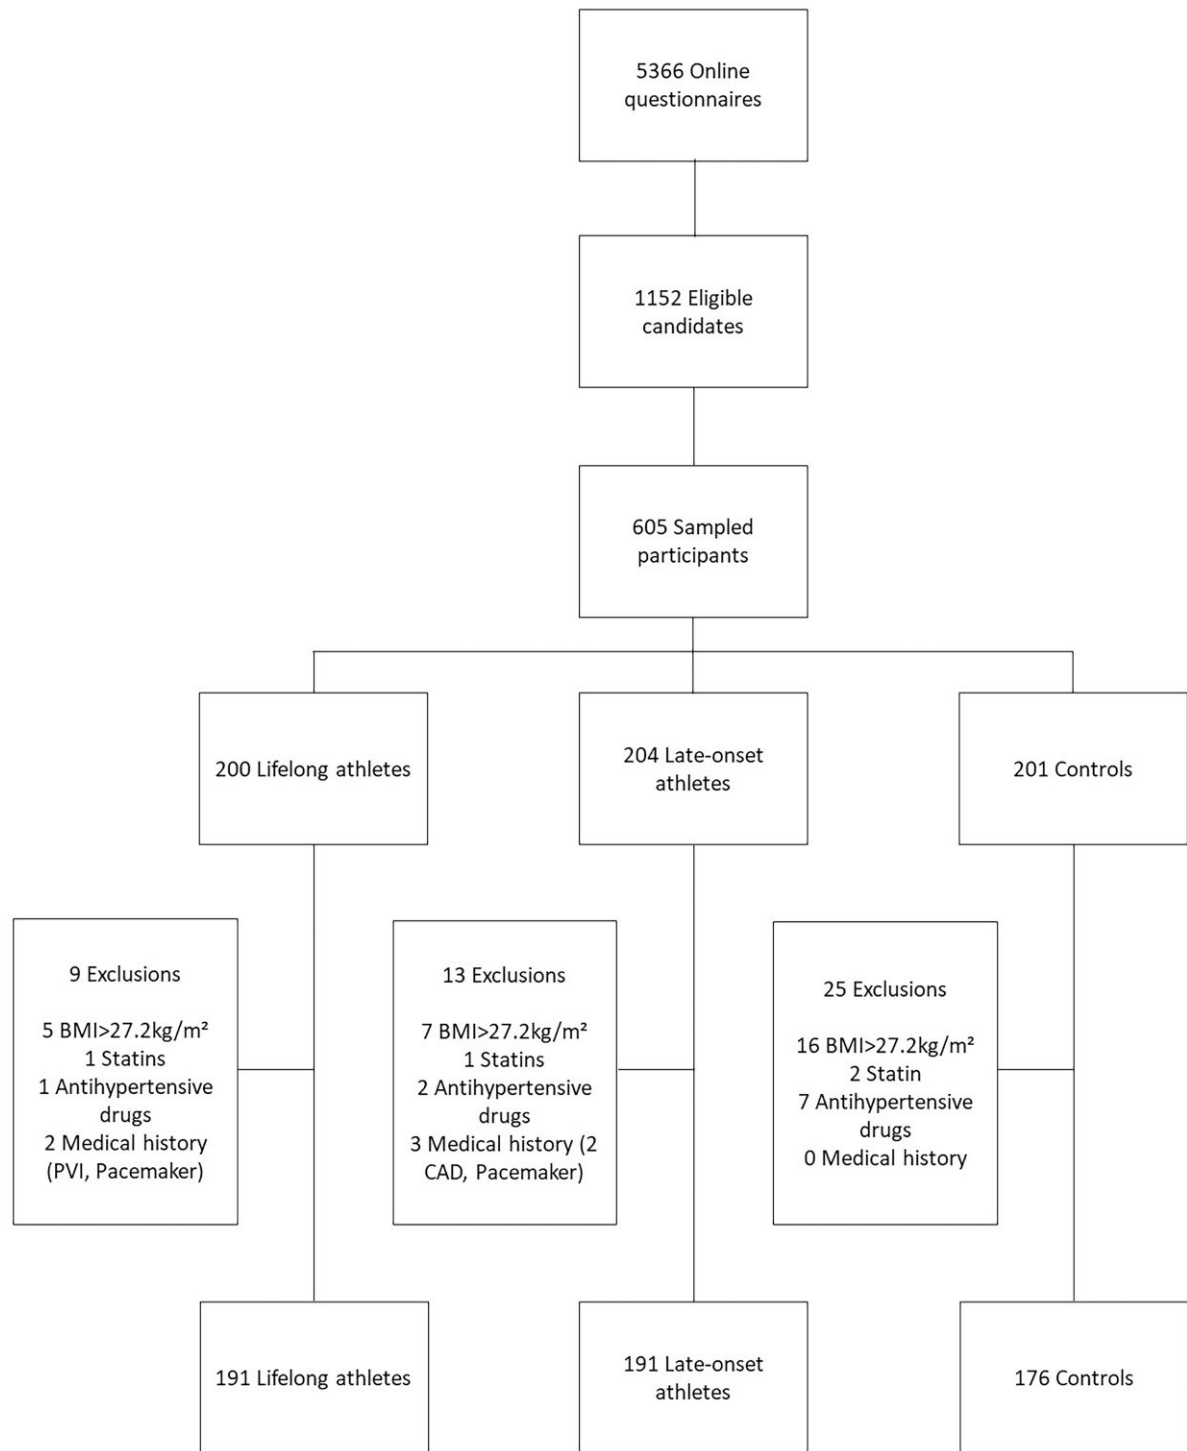 5366 Online
questionnaires
1152 Eligible
candidates
605 Sampled
participants
200 Lifelong athletes
204 Late-onset
athletes
201 Controls
9 Exclusions
5 BMI>27.2kg/m²
1 Statins
1 Antihypertensive
drugs
2 Medical history
(PVI, Pacemaker)
13 Exclusions
7 BMI>27.2kg/m²
1 Statins
2 Antihypertensive
drugs
3 Medical history (2
CAD, Pacemaker)
25 Exclusions
16 BMI>27.2kg/m²
2 Statin
7 Antihypertensive
drugs
0 Medical history
191 Lifelong athletes
191 Late-onset
athletes
176 Controls